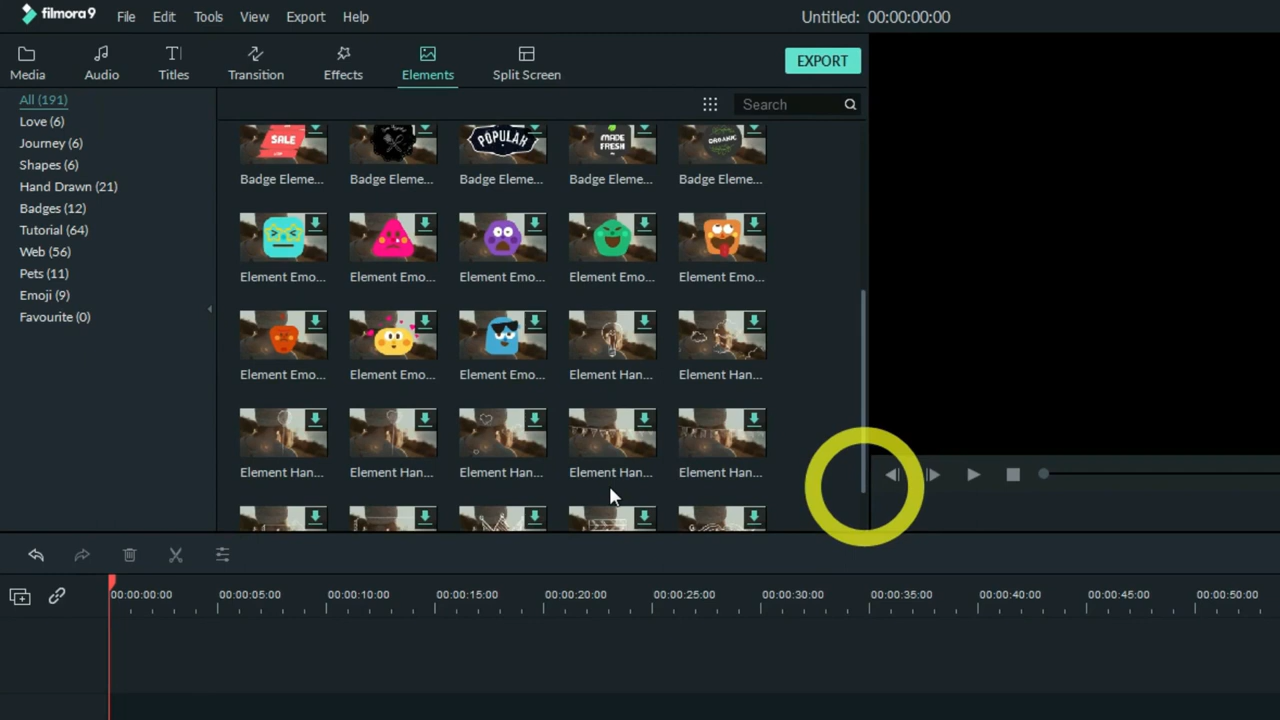 filmora 9 File Edit Tools View Export Help Untitled: 00:00:00:00
Media Audio Titles Transition Effects Elements Split Screen EXPORT
All (191)
Love (6)
Journey (6)
Shapes (6)
Hand Drawn (21)
Badges (12)
Tutorial (64)
Web (56)
Pets (11)
Emoji (9)
Favourite (0)
Search
SALE POPULAR MADE FRESH ORGANIC
Badge Eleme... Badge Eleme... Badge Eleme... Badge Eleme... Badge Eleme...
Element Emo... Element Emo... Element Emo... Element Emo... Element Emo...
Element Emo... Element Emo... Element Emo... Element Han... Element Han...
Element Han... Element Han... Element Han... Element Han... Element Han...
00:00:00:00 00:00:05:00 00:00:10:00 00:00:15:00 00:00:20:00 00:00:25:00 00:00:30:00 00:00:35:00 00:00:40:00 00:00:45:00 00:00:50:00